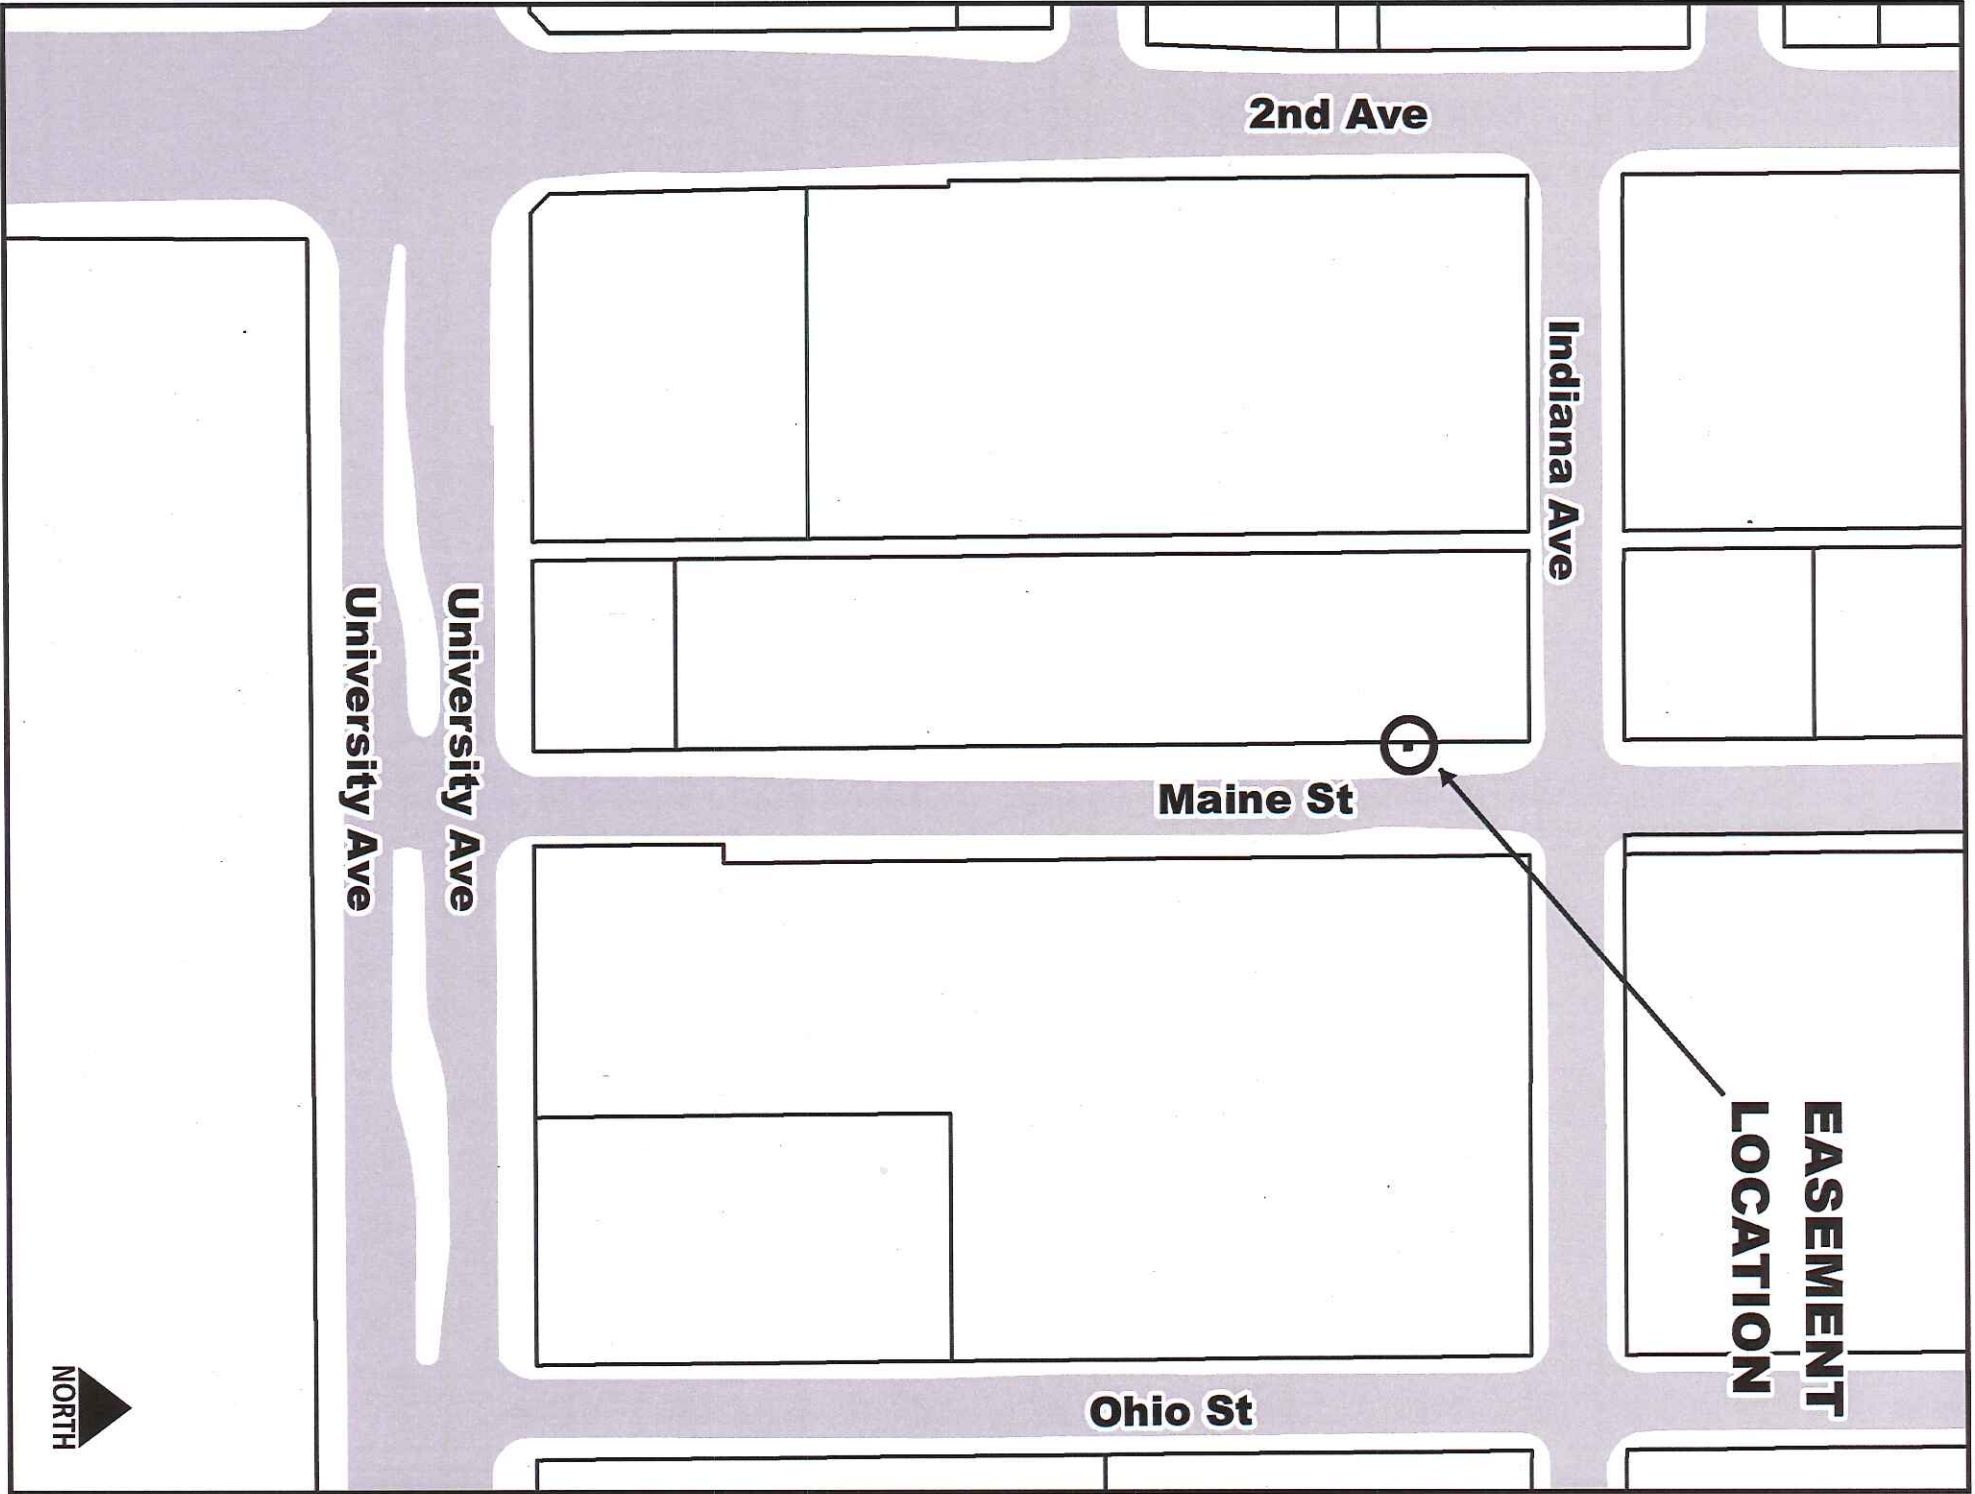 2nd Ave
Indiana Ave
University Ave
University Ave
Maine St
EASEMENT
LOCATION
Ohio St
NORTH